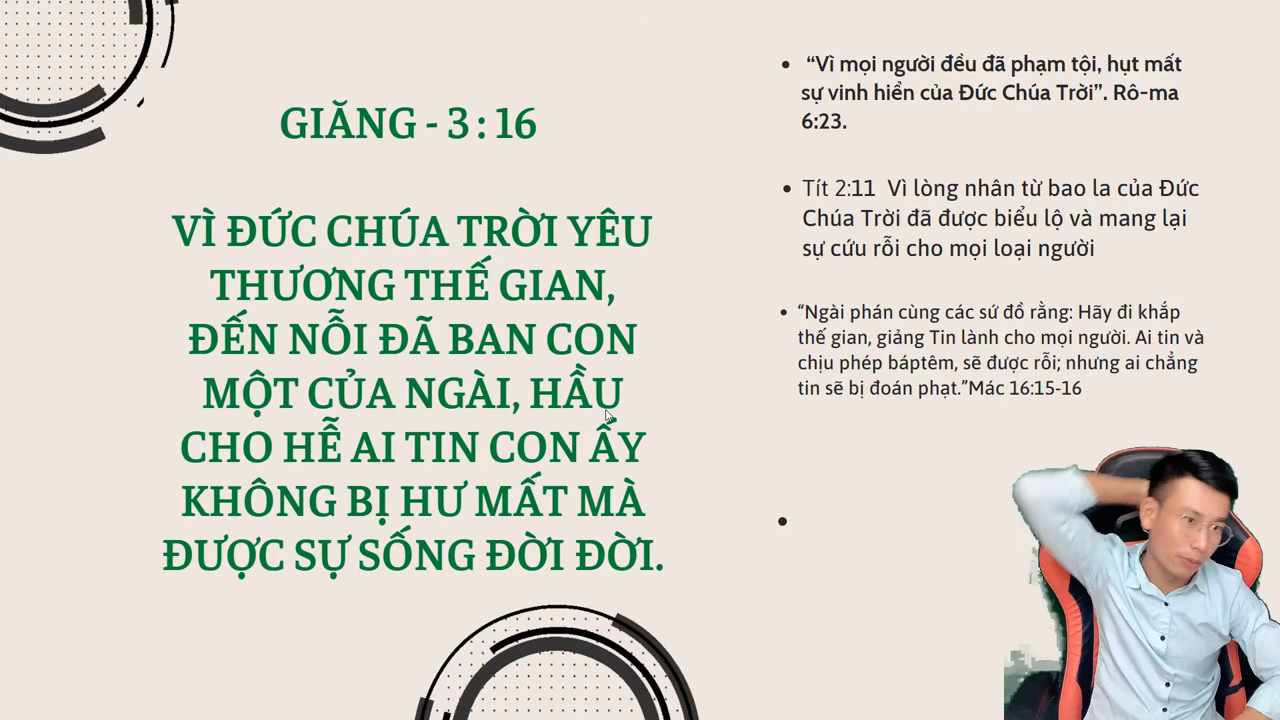 GIĂNG - 3 : 16
VÌ ĐỨC CHÚA TRỜI YÊU
THƯƠNG THẾ GIAN,
ĐẾN NỖI ĐÃ BAN CON
MỘT CỦA NGÀI, HẦU
CHO HỄ AI TIN CON ẤY
KHÔNG BỊ HƯ MẤT MÀ
ĐƯỢC SỰ SỐNG ĐỜI ĐỜI.
• “Vì mọi người đều đã phạm tội, hụt mất
sự vinh hiển của Đức Chúa Trời”. Rô-ma
6:23.
• Tít 2:11 Vì lòng nhân từ bao la của Đức
Chúa Trời đã được biểu lộ và mang lại
sự cứu rỗi cho mọi loại người
• “Ngài phán cùng các sứ đồ rằng: Hãy đi khắp
thế gian, giảng Tin lành cho mọi người. Ai tin và
chịu phép báptêm, sẽ được rỗi; nhưng ai chẳng
tin sẽ bị đoán phạt.”Mác 16:15-16